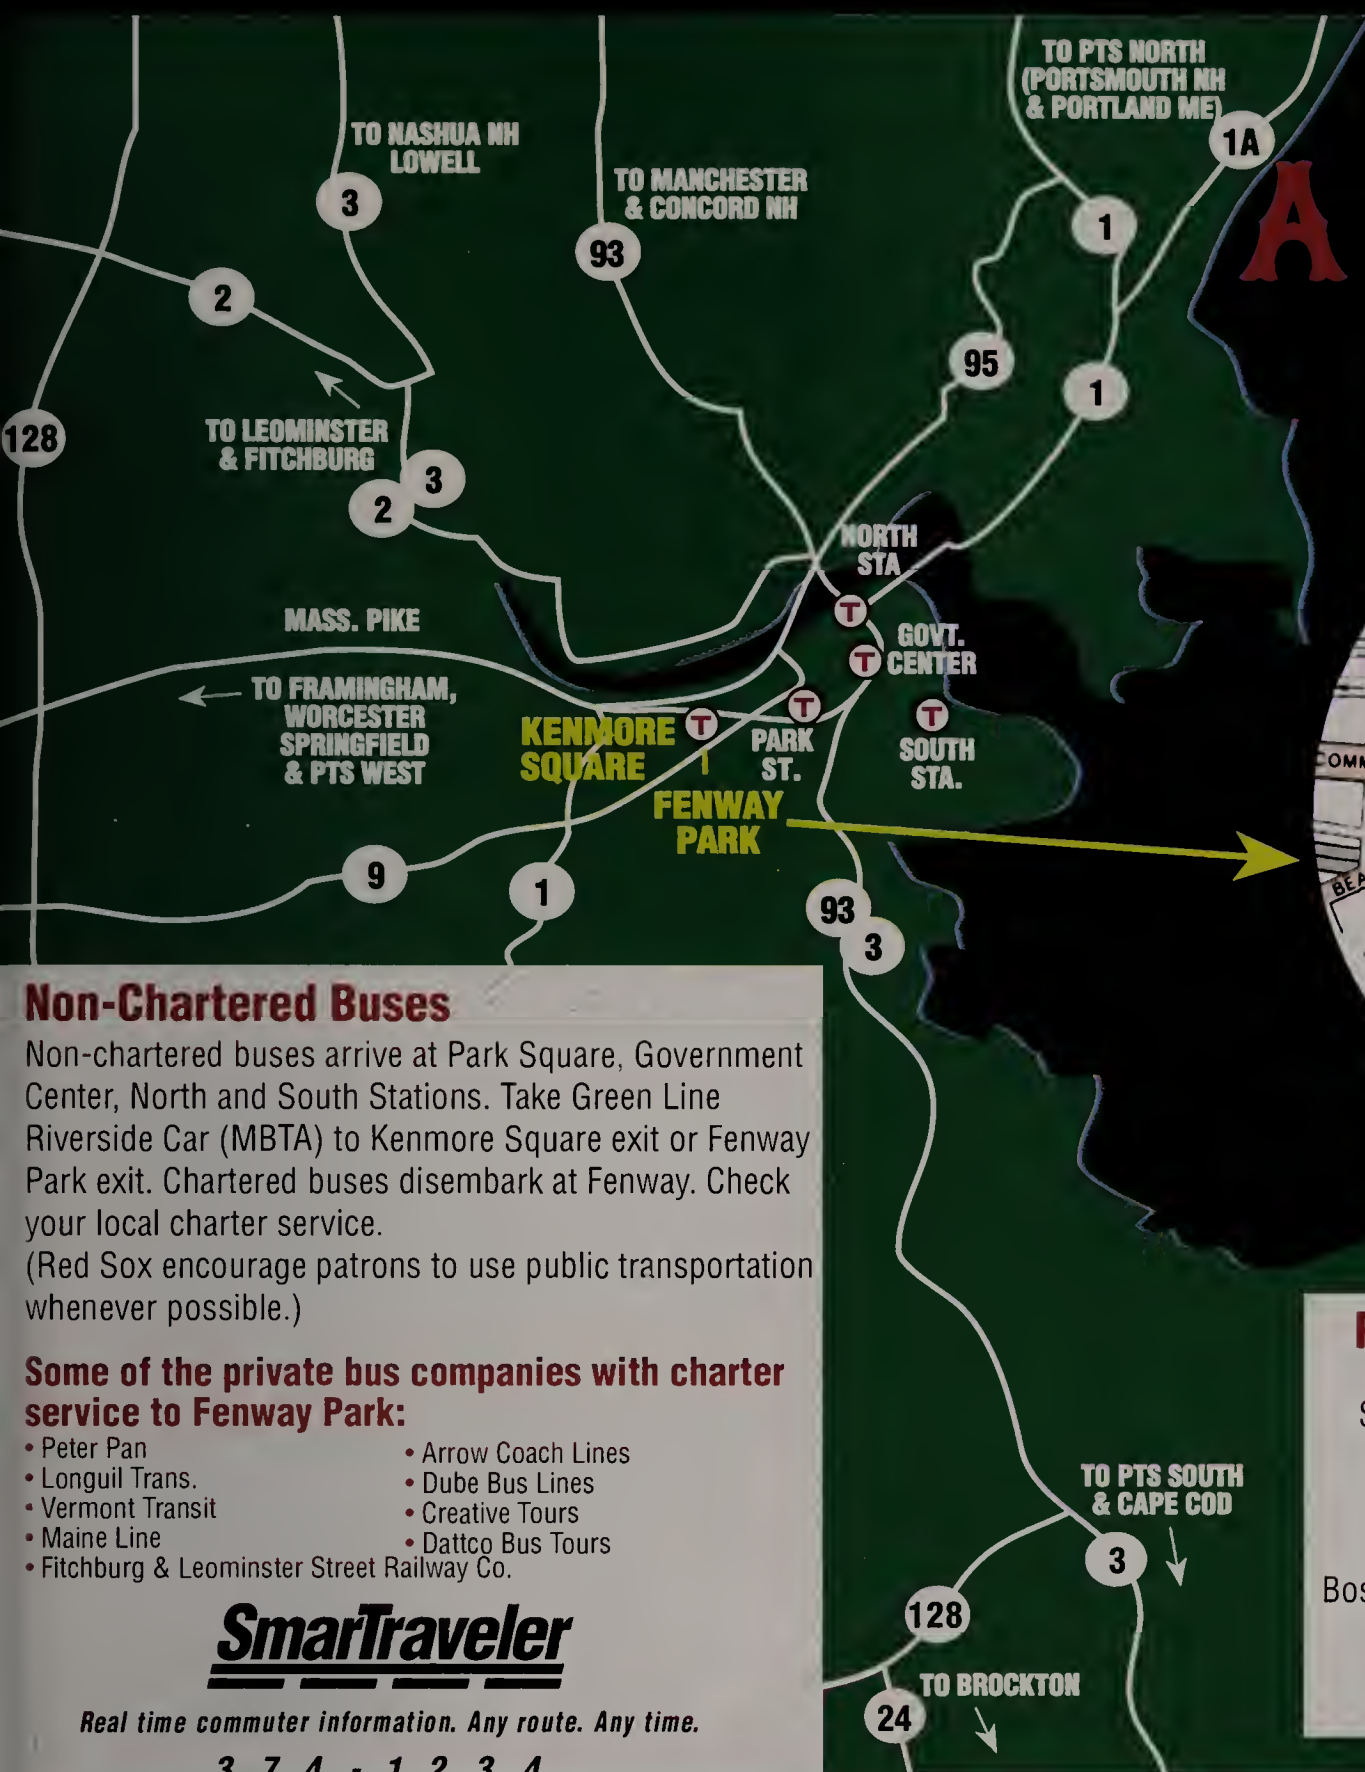 TO PTS NORTH
(PORTSMOUTH NH
& PORTLAND ME)
1A
TO NASHUA NH
LOWELL
3
TO MANCHESTER
& CONCORD NH
93
1
A
2
95
1
128
TO LEOMINSTER
& FITCHBURG
3
2
NORTH
STA
T
MASS. PIKE
GOVT.
CENTER
T
TO FRAMINGHAM,
WORCESTER
SPRINGFIELD
& PTS WEST
KENMORE
SQUARE
T
T
PARK
ST.
T
SOUTH
STA.
FENWAY
PARK
9
1
93
3
Non-Chartered Buses
Non-chartered buses arrive at Park Square, Government
Center, North and South Stations. Take Green Line
Riverside Car (MBTA) to Kenmore Square exit or Fenway
Park exit. Chartered buses disembark at Fenway. Check
your local charter service.
(Red Sox encourage patrons to use public transportation
whenever possible.)
Some of the private bus companies with charter
service to Fenway Park:
• Peter Pan
• Longuil Trans.
• Vermont Transit
• Maine Line
• Fitchburg & Leominster Street Railway Co.
• Arrow Coach Lines
• Dube Bus Lines
• Creative Tours
• Dattco Bus Tours
SmarTraveler
Real time commuter information. Any route. Any time.
374-1234
TO PTS SOUTH
& CAPE COD
3
128
TO BROCKTON
24